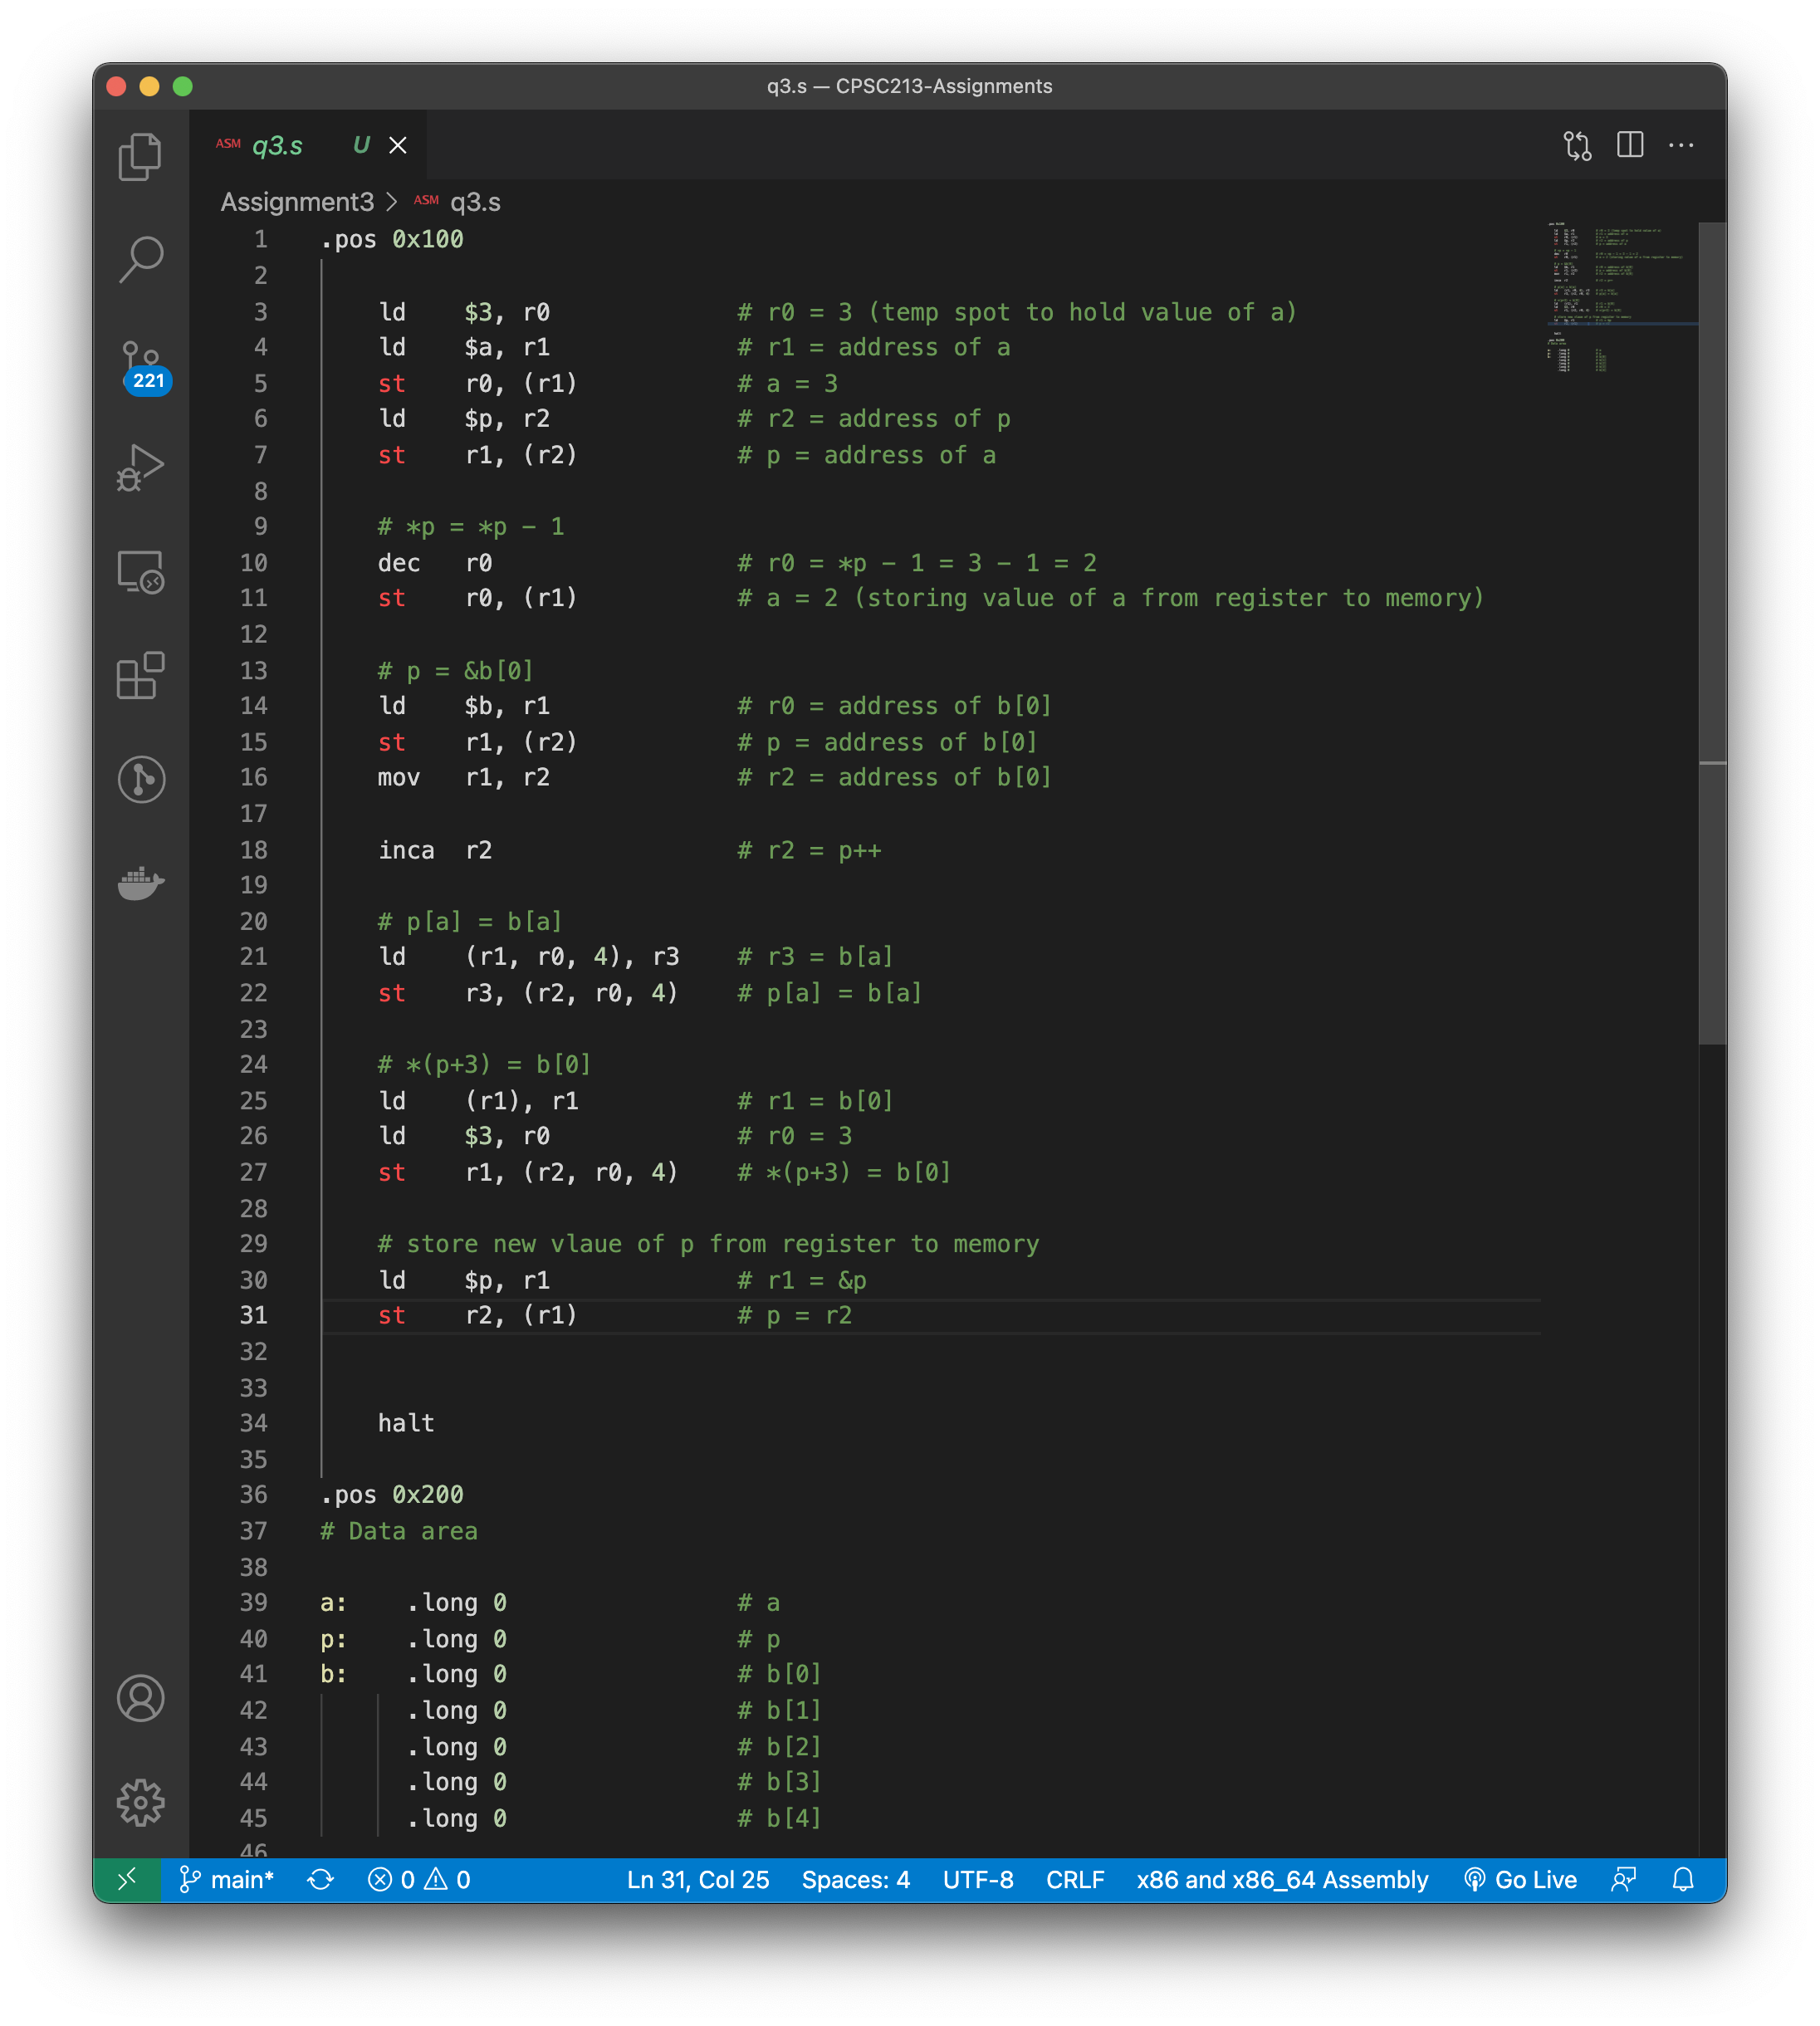 q3.s — CPSC213-Assignments
ASM q3.s U
Assignment3 > ASM q3.s
221
1 .pos 0x100
2
3 ld $3, r0 # r0 = 3 (temp spot to hold value of a)
4 ld $a, r1 # r1 = address of a
5 st r0, (r1) # a = 3
6 ld $p, r2 # r2 = address of p
7 st r1, (r2) # p = address of a
8
9 # *p = *p - 1
10 dec r0 # r0 = *p - 1 = 3 - 1 = 2
11 st r0, (r1) # a = 2 (storing value of a from register to memory)
12
13 # p = &b[0]
14 ld $b, r1 # r0 = address of b[0]
15 st r1, (r2) # p = address of b[0]
16 mov r1, r2 # r2 = address of b[0]
17
18 inca r2 # r2 = p++
19
20 # p[a] = b[a]
21 ld (r1, r0, 4), r3 # r3 = b[a]
22 st r3, (r2, r0, 4) # p[a] = b[a]
23
24 # *(p+3) = b[0]
25 ld (r1), r1 # r1 = b[0]
26 ld $3, r0 # r0 = 3
27 st r1, (r2, r0, 4) # *(p+3) = b[0]
28
29 # store new vlaue of p from register to memory
30 ld $p, r1 # r1 = &p
31 st r2, (r1) # p = r2
32
33
34 halt
35
36 .pos 0x200
37 # Data area
38
39 a: .long 0 # a
40 p: .long 0 # p
41 b: .long 0 # b[0]
42 .long 0 # b[1]
43 .long 0 # b[2]
44 .long 0 # b[3]
45 .long 0 # b[4]
46
main* 0 0 Ln 31, Col 25 Spaces: 4 UTF-8 CRLF x86 and x86_64 Assembly Go Live